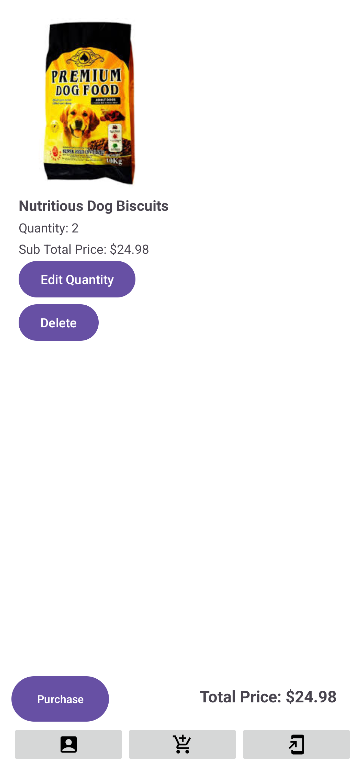 PREMIUM
DOG FOOD
10Kg
Nutritious Dog Biscuits
Quantity: 2
Sub Total Price: $24.98
Edit Quantity
Delete
Purchase
Total Price: $24.98